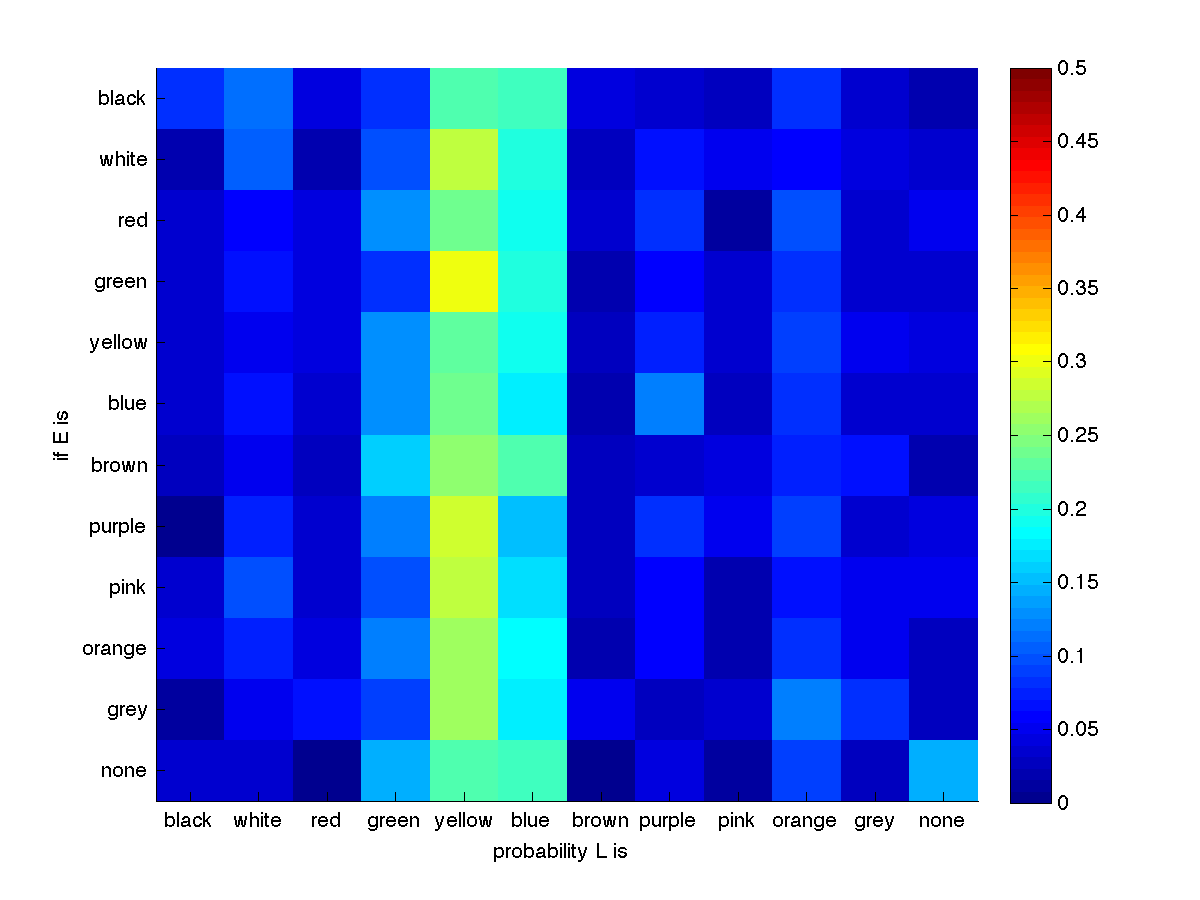 if E is
black
white
red
green
yellow
blue
brown
purple
pink
orange
grey
none
black white red green yellow blue brown purple pink orange grey none
probability L is
0.5
0.45
0.4
0.35
0.3
0.25
0.2
0.15
0.1
0.05
0